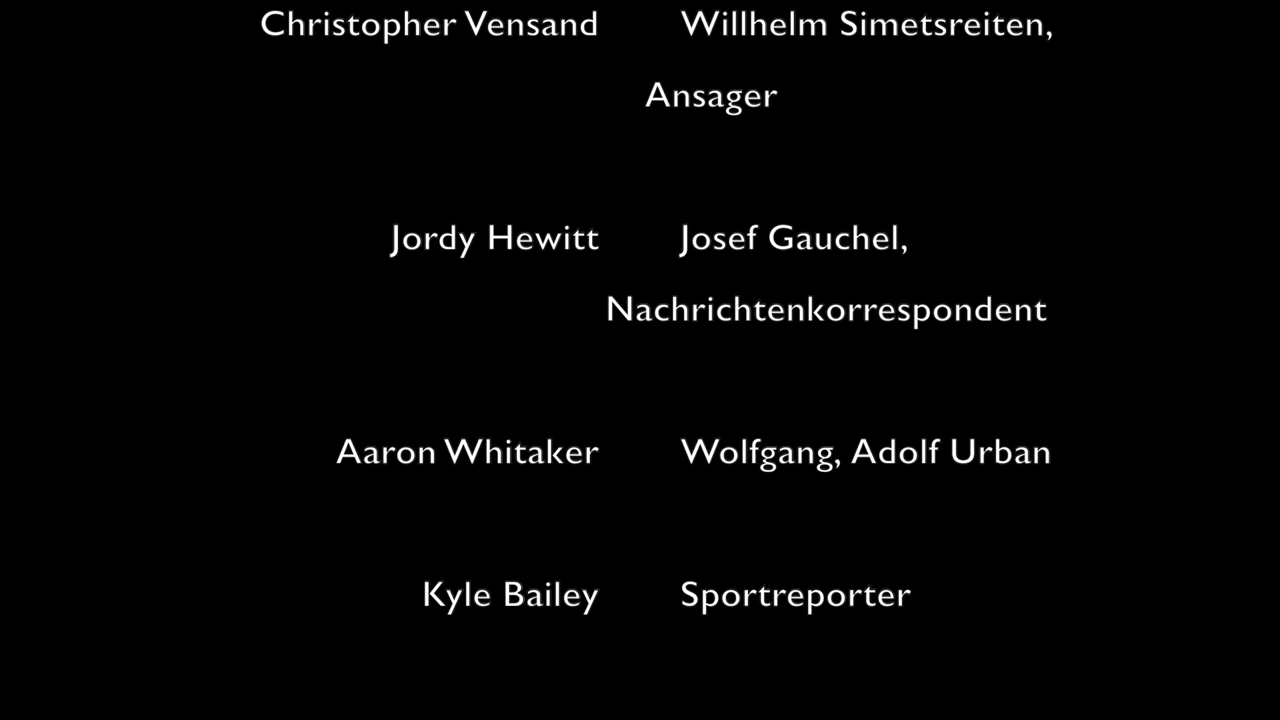 Christopher Vensand Willhelm Simetsreiten,
Ansager
Jordy Hewitt Josef Gauchel,
Nachrichtenkorrespondent
Aaron Whitaker Wolfgang, Adolf Urban
Kyle Bailey Sportreporter